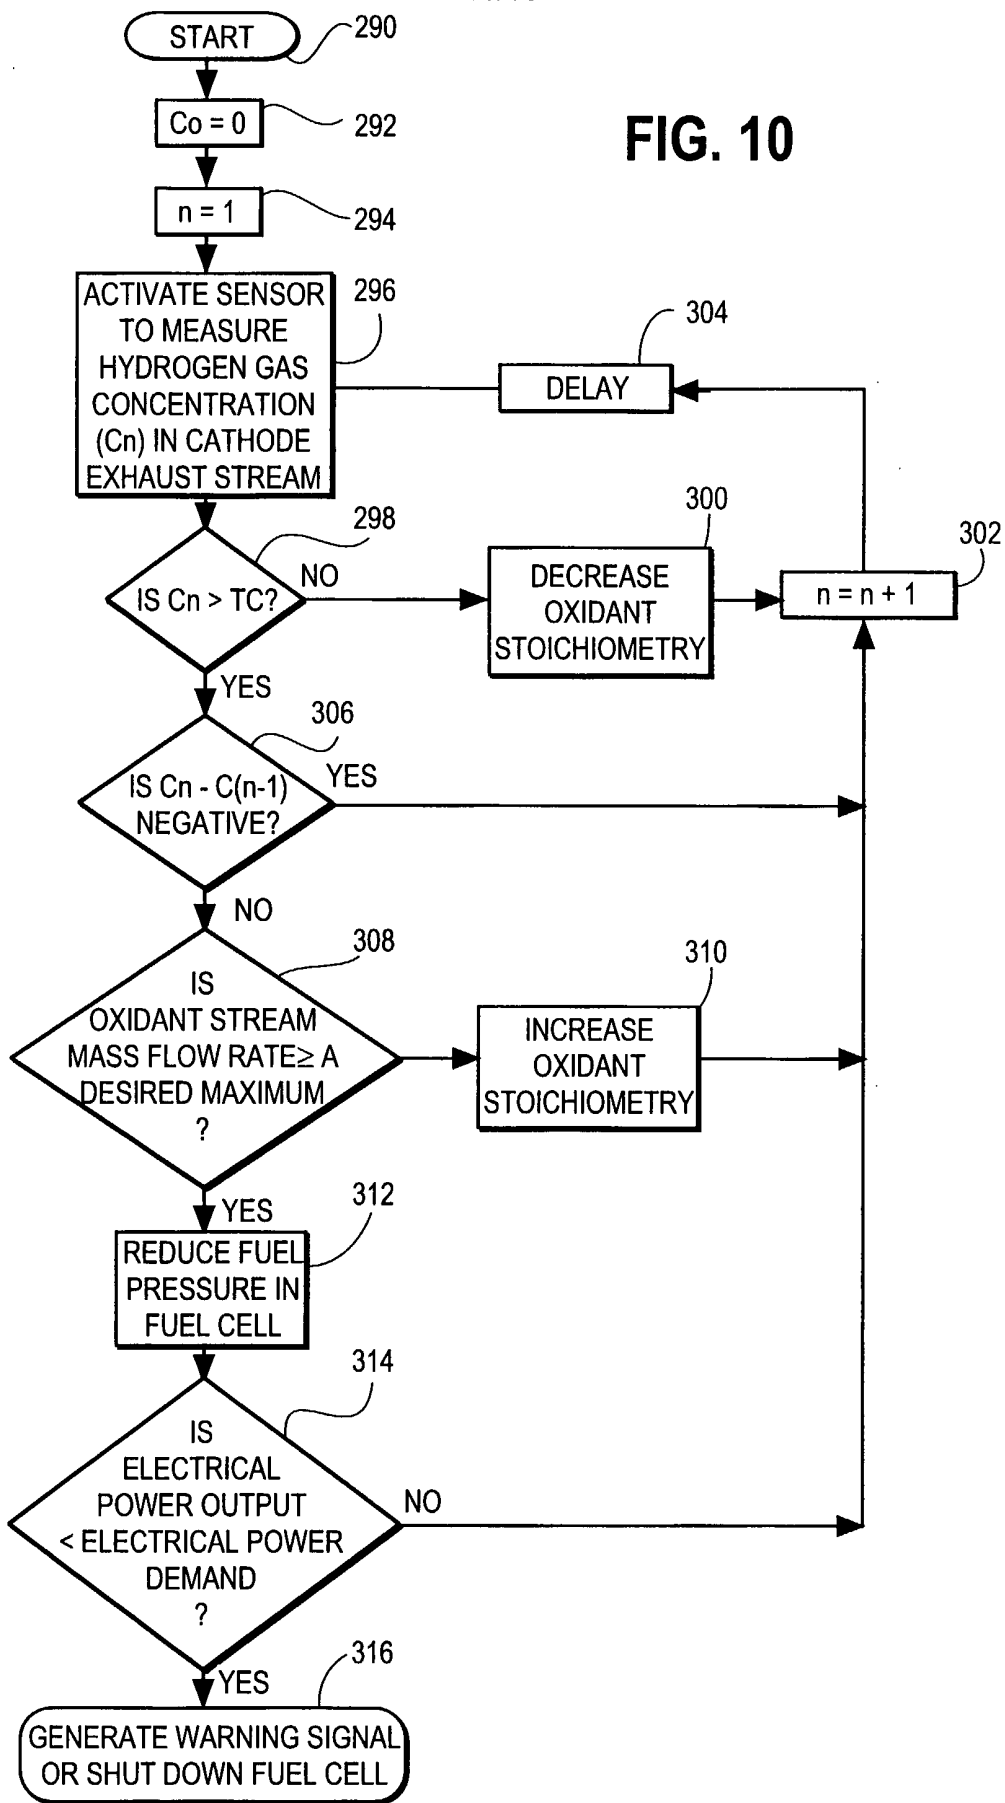 START
290
Co = 0
292
FIG. 10
n = 1
294
ACTIVATE SENSOR
TO MEASURE
HYDROGEN GAS
CONCENTRATION
(Cn) IN CATHODE
EXHAUST STREAM
296
304
DELAY
298
IS Cn > TC?
NO
300
DECREASE
OXIDANT
STOICHIOMETRY
302
n = n + 1
YES
306
IS Cn - C(n-1)
NEGATIVE?
YES
NO
308
IS
OXIDANT STREAM
MASS FLOW RATE≥ A
DESIRED MAXIMUM
?
310
INCREASE
OXIDANT
STOICHIOMETRY
YES
312
REDUCE FUEL
PRESSURE IN
FUEL CELL
314
IS
ELECTRICAL
POWER OUTPUT
< ELECTRICAL POWER
DEMAND
?
NO
YES
316
GENERATE WARNING SIGNAL
OR SHUT DOWN FUEL CELL